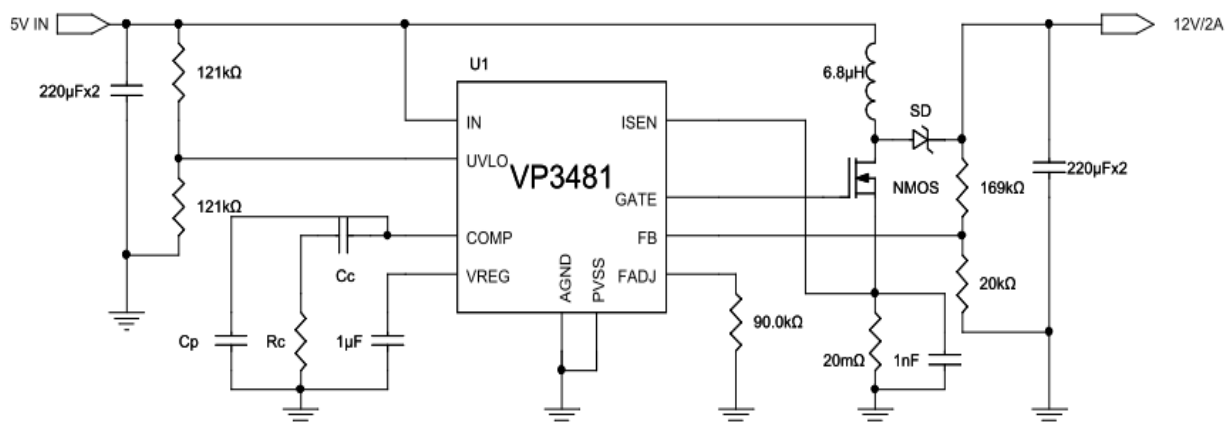 5V IN
12V/2A
121kΩ
220µFx2
U1
6.8µH
SD
IN
ISEN
UVLO
VP3481
220µFx2
169kΩ
NMOS
GATE
121kΩ
COMP
FB
Cc
VREG
AGND
PVSS
FADJ
20kΩ
90.0kΩ
Cp
Rc
1µF
20mΩ
1nF